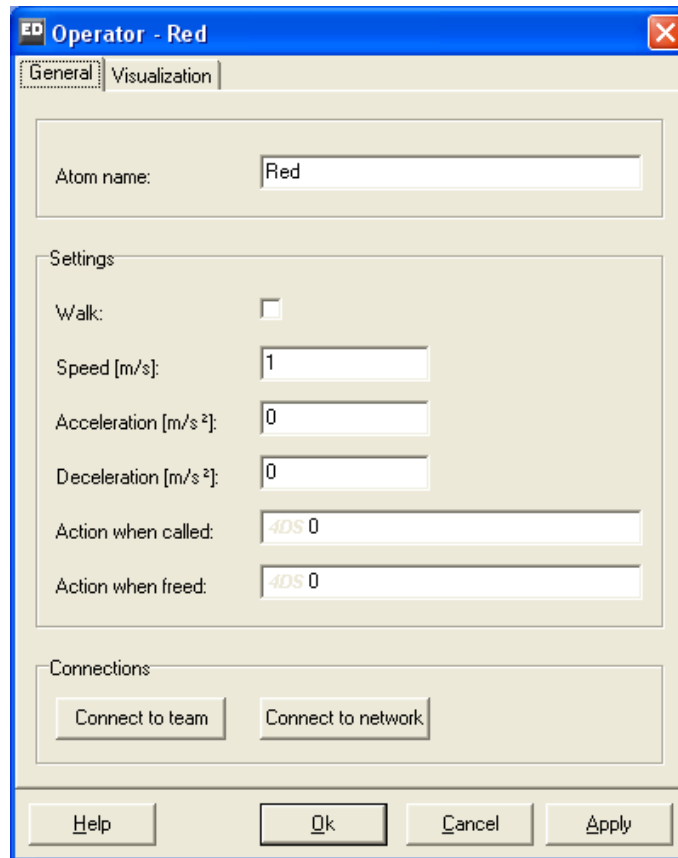 ED Operator - Red
General Visualization
Atom name: Red
Settings
Walk:
Speed [m/s]: 1
Acceleration [m/s²]: 0
Deceleration [m/s²]: 0
Action when called: 4DS 0
Action when freed: 4DS 0
Connections
Connect to team Connect to network
Help Ok Cancel Apply